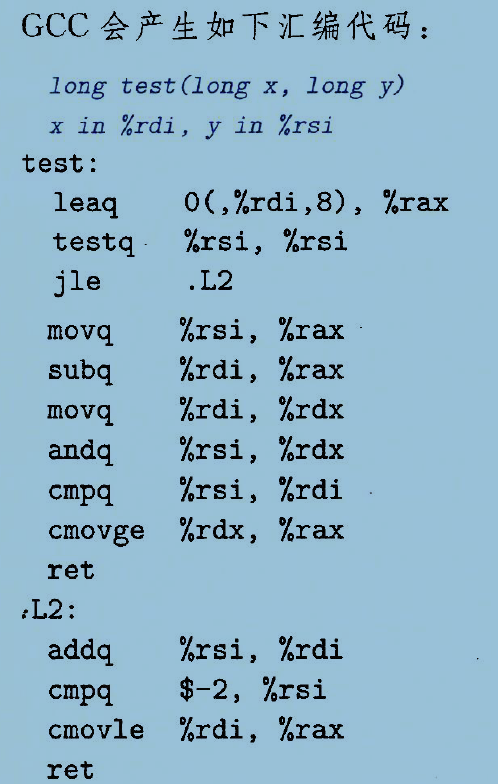 GCC 会产生如下汇编代码：
long test(long x, long y)
x in %rdi, y in %rsi
test:
leaq 0(,%rdi,8), %rax
testq %rsi, %rsi
jle .L2
movq %rsi, %rax
subq %rdi, %rax
movq %rdi, %rdx
andq %rsi, %rdx
cmpq %rsi, %rdi
cmovge %rdx, %rax
ret
.L2:
addq %rsi, %rdi
cmpq $-2, %rsi
cmovle %rdi, %rax
ret